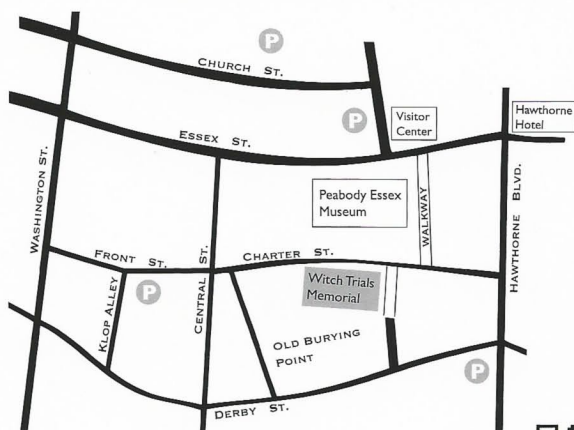 P
CHURCH ST.
P
Visitor
Center
Hawthorne
Hotel
ESSEX ST.
WASHINGTON ST.
Peabody Essex
Museum
WALKWAY
HAWTHORNE BLVD.
FRONT ST.
CENTRAL ST.
CHARTER ST.
Witch Trials
Memorial
KLOP ALLEY
P
OLD BURYING
POINT
P
DERBY ST.